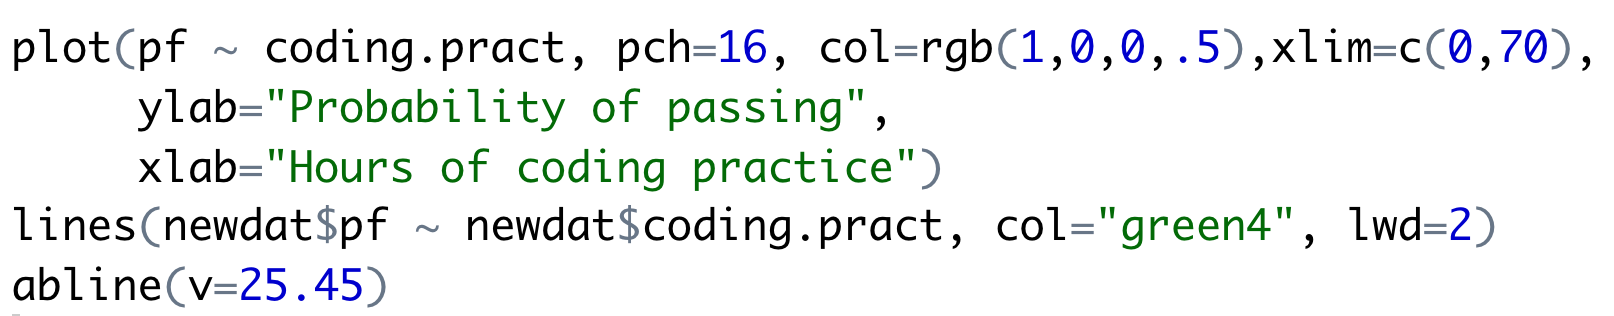 plot(pf ~ coding.pract, pch=16, col=rgb(1,0,0,.5),xlim=c(0,70),
     ylab="Probability of passing",
     xlab="Hours of coding practice")
lines(newdat$pf ~ newdat$coding.pract, col="green4", lwd=2)
abline(v=25.45)